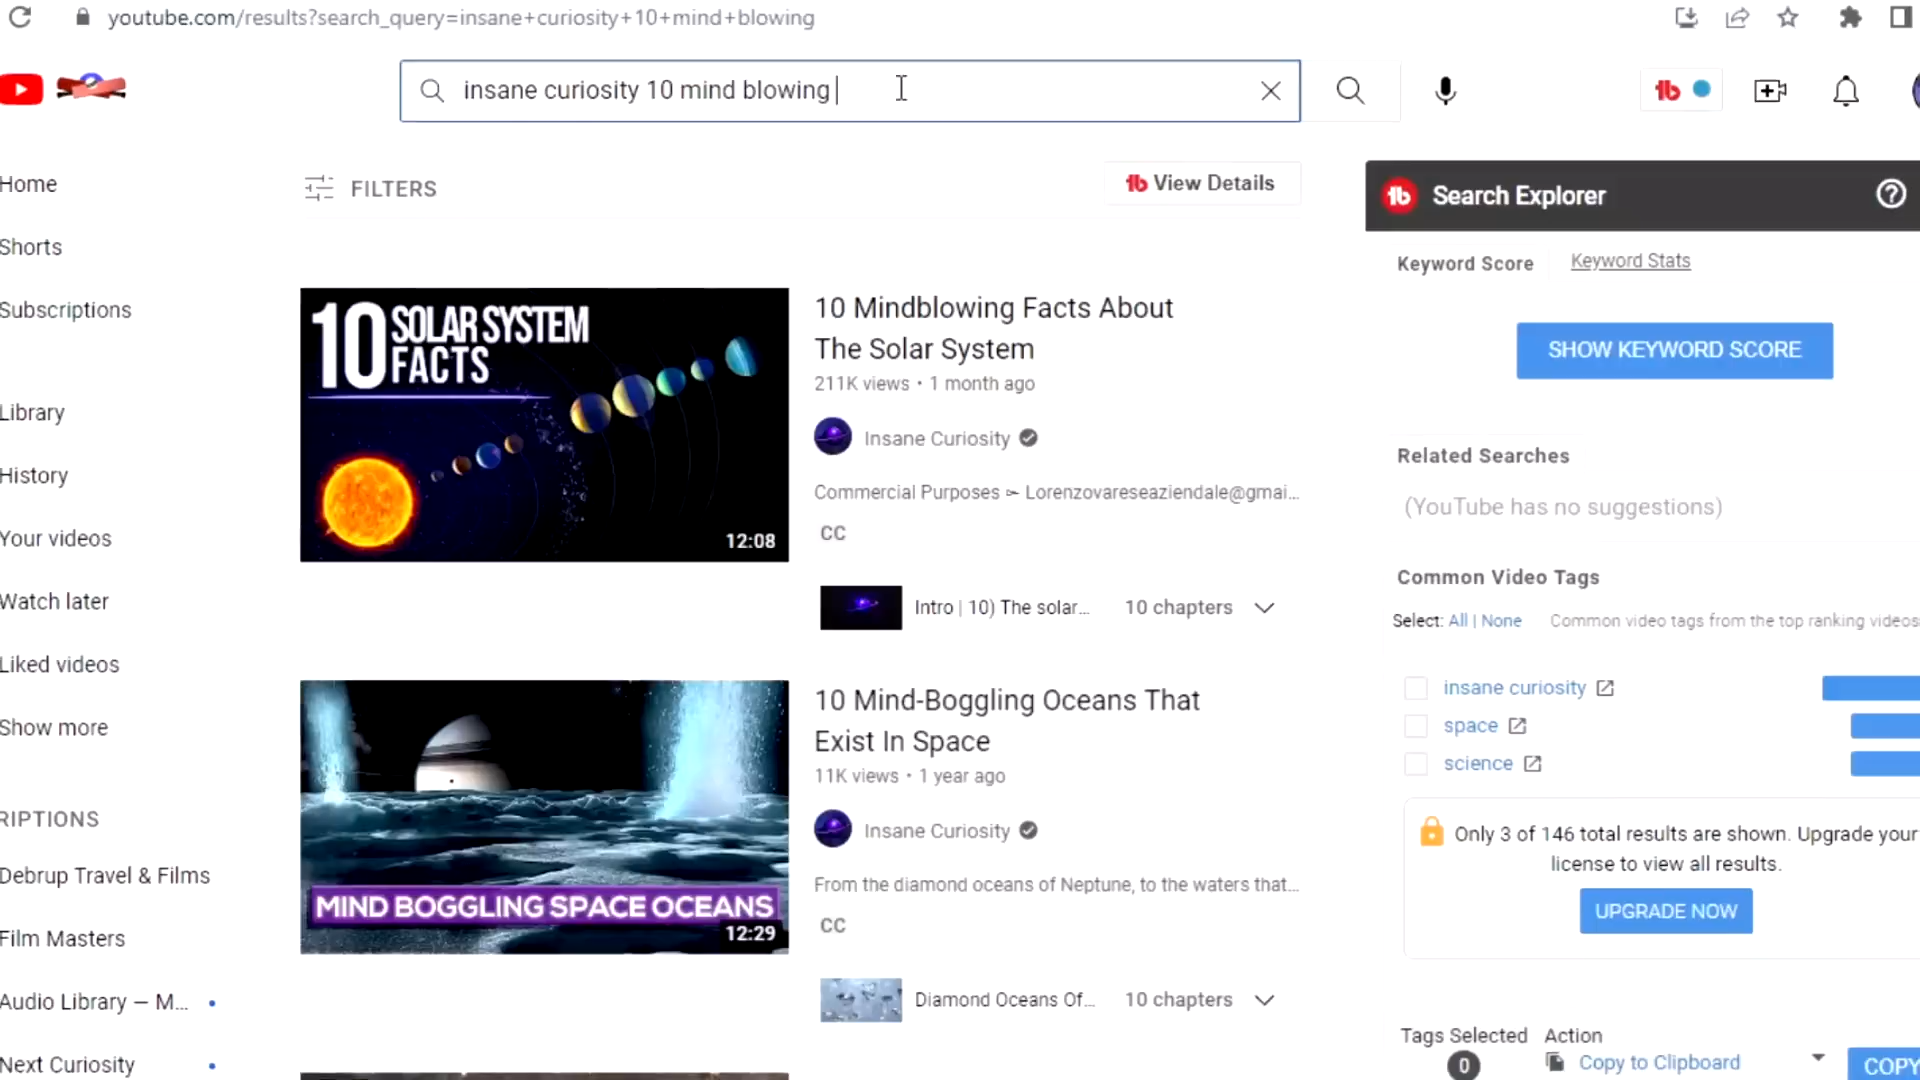 youtube.com/results?search_query=insane+curiosity+10+mind+blowing
insane curiosity 10 mind blowing
Home
Shorts
Subscriptions
Library
History
Your videos
Watch later
Liked videos
Show more
RIPTIONS
Debrup Travel & Films
Film Masters
Audio Library — M...
Next Curiosity
FILTERS
View Details
10 SOLAR SYSTEM
FACTS
12:08
10 Mindblowing Facts About
The Solar System
211K views • 1 month ago
Insane Curiosity
Commercial Purposes ➣ Lorenzovareseaziendale@gmai...
CC
Intro | 10) The solar...
10 chapters
MIND BOGGLING SPACE OCEANS
12:29
10 Mind-Boggling Oceans That
Exist In Space
11K views • 1 year ago
Insane Curiosity
From the diamond oceans of Neptune, to the waters that...
CC
Diamond Oceans Of...
10 chapters
Search Explorer
Keyword Score
Keyword Stats
SHOW KEYWORD SCORE
Related Searches
(YouTube has no suggestions)
Common Video Tags
Select: All | None
Common video tags from the top ranking videos
insane curiosity
space
science
Only 3 of 146 total results are shown. Upgrade your
license to view all results.
UPGRADE NOW
Tags Selected
0
Action
Copy to Clipboard
COPY